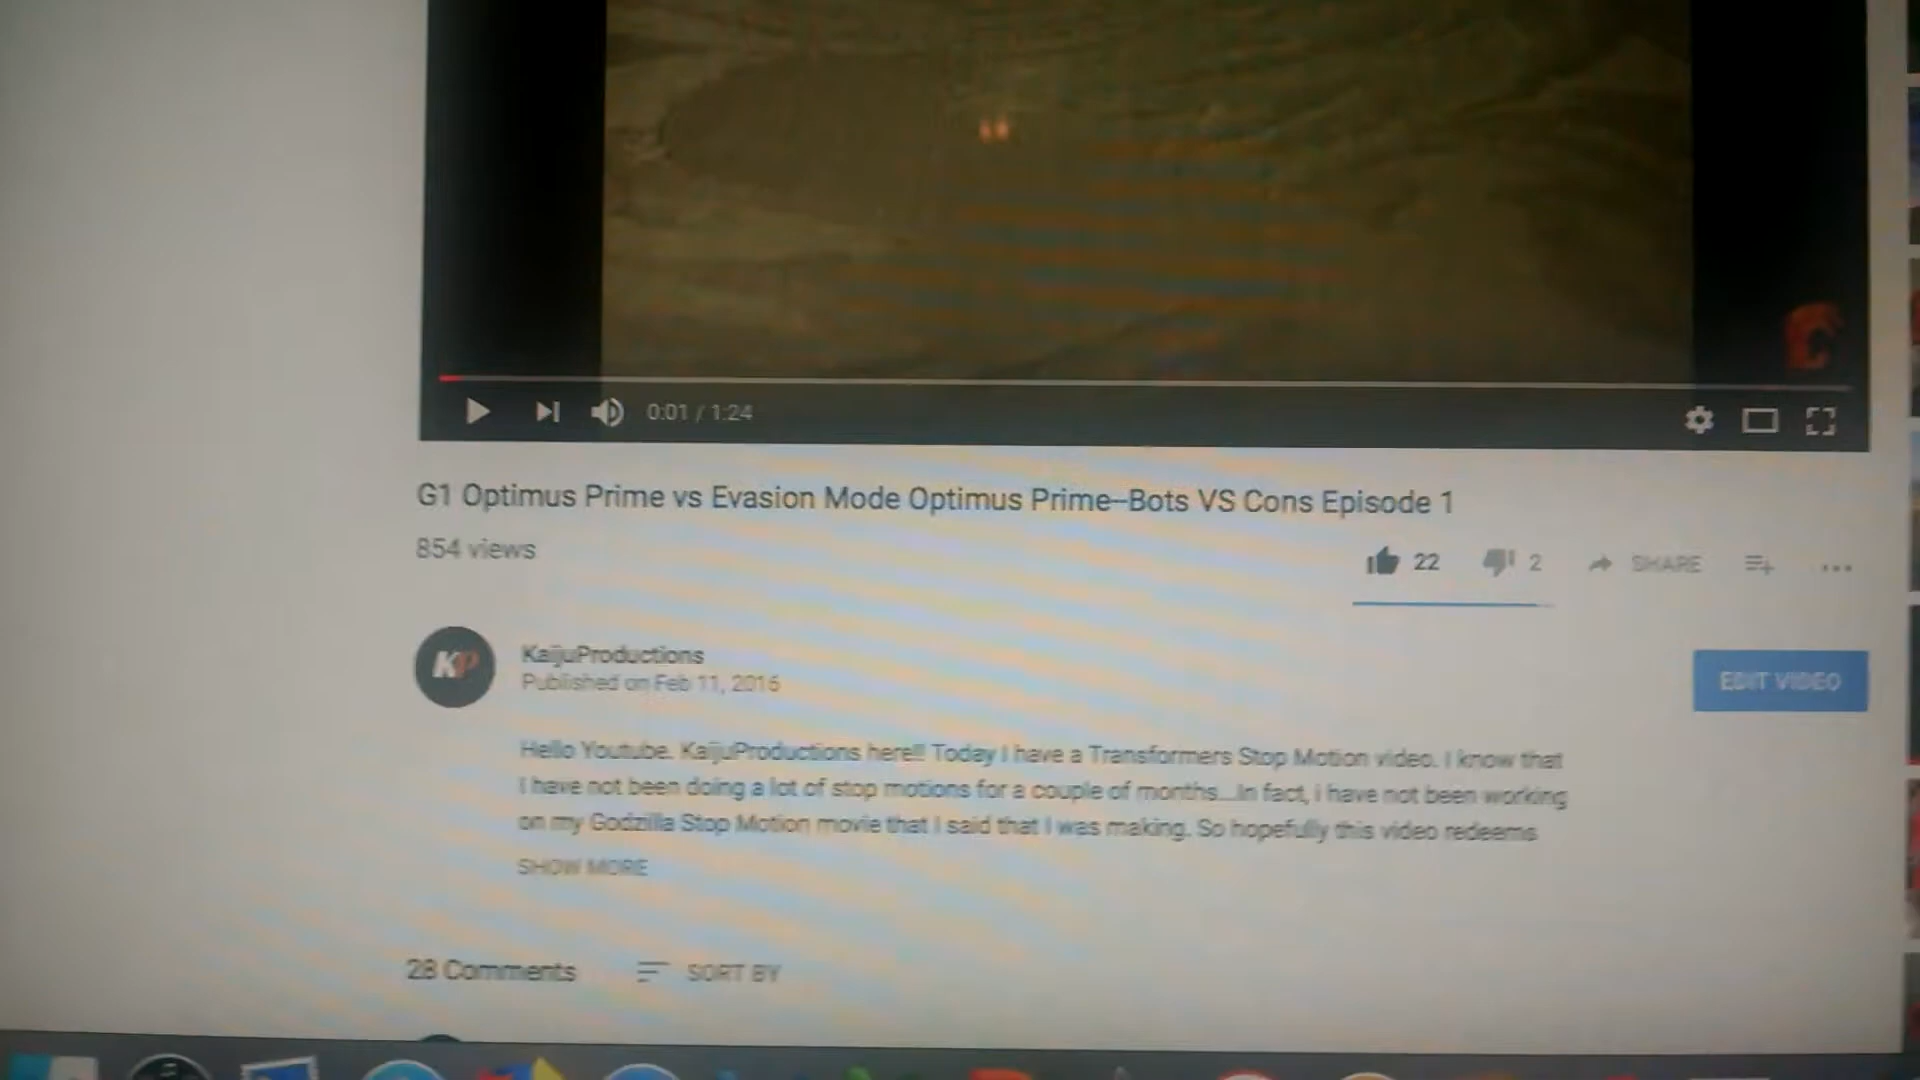 0:01 / 1:24
G1 Optimus Prime vs Evasion Mode Optimus Prime--Bots VS Cons Episode 1
854 views
22 2 SHARE
KP KaijuProductions
Published on Feb 11, 2016
EDIT VIDEO
Hello Youtube. KaijuProductions here!! Today I have a Transformers Stop Motion video. I know that
I have not been doing a lot of stop motions for a couple of months...In fact, i have not been working
on my Godzilla Stop Motion movie that I said that I was making. So hopefully this video redeems
SHOW MORE
28 Comments SORT BY